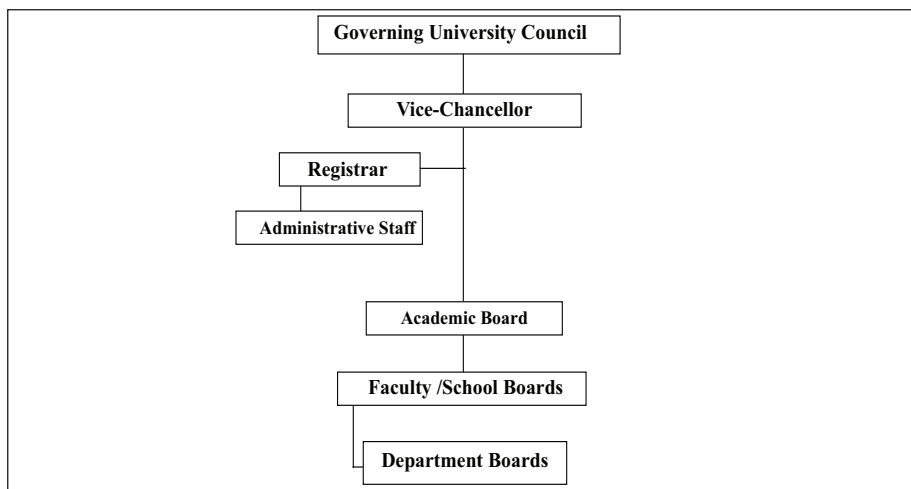 Governing University Council
Vice-Chancellor
Registrar
Administrative Staff
Academic Board
Faculty /School Boards
Department Boards